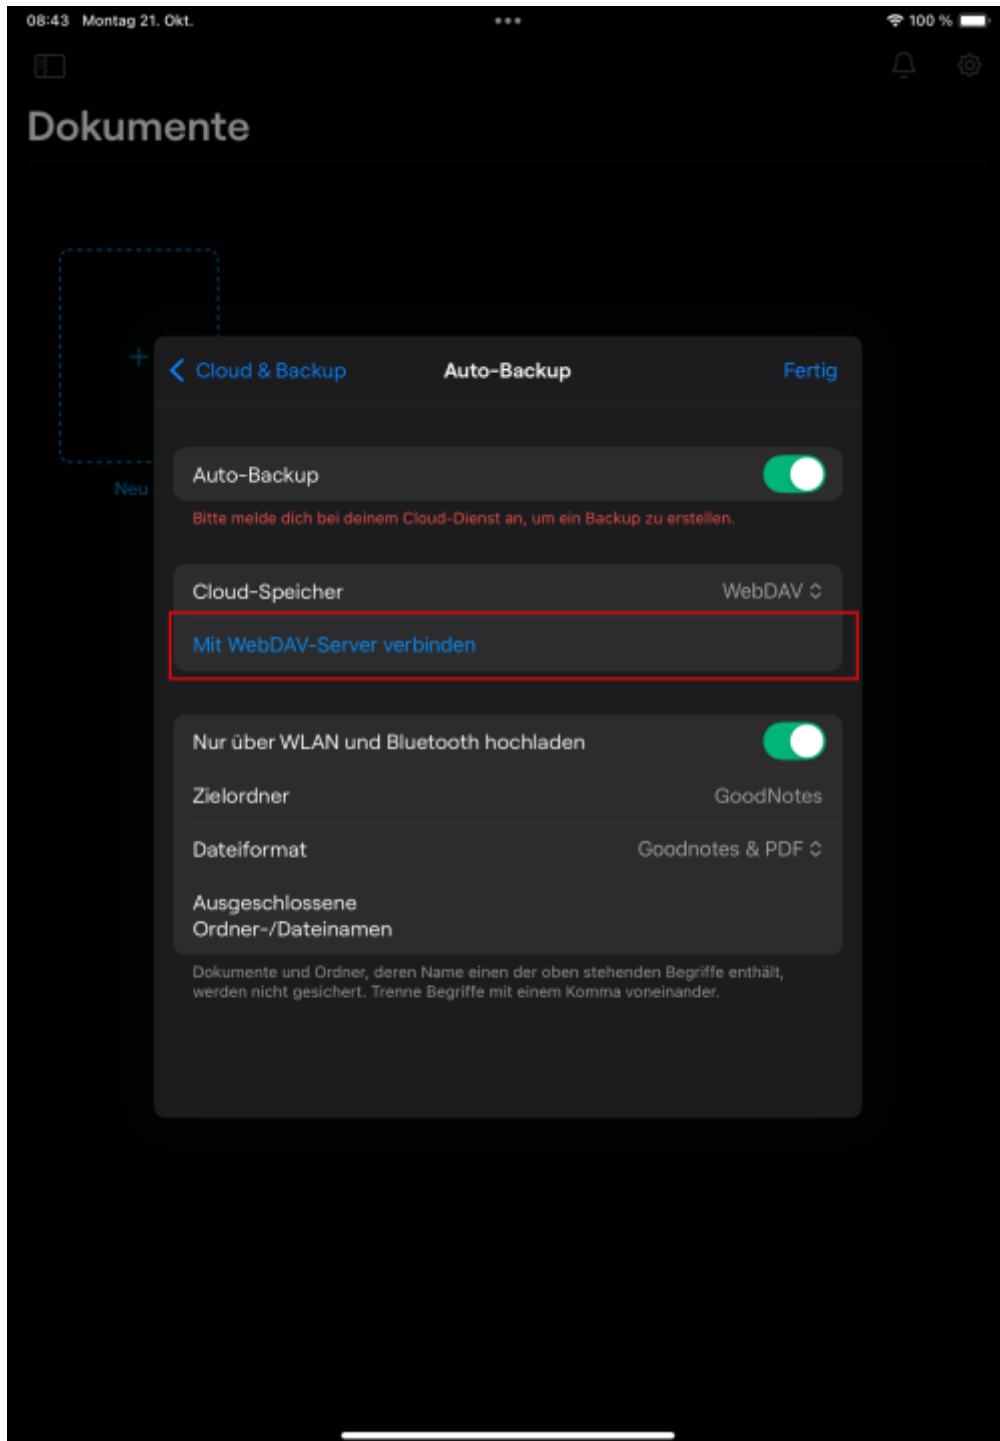 08:43 Montag 21. Okt.
100 %
Dokumente
Cloud & Backup
Auto-Backup
Fertig
Neu
Auto-Backup
Bitte melde dich bei deinem Cloud-Dienst an, um ein Backup zu erstellen.
Cloud-Speicher
WebDAV
Mit WebDAV-Server verbinden
Nur über WLAN und Bluetooth hochladen
Zielordner
GoodNotes
Dateiformat
Goodnotes & PDF
Ausgeschlossene
Ordner-/Dateinamen
Dokumente und Ordner, deren Name einen der oben stehenden Begriffe enthält,
werden nicht gesichert. Trenne Begriffe mit einem Komma voneinander.